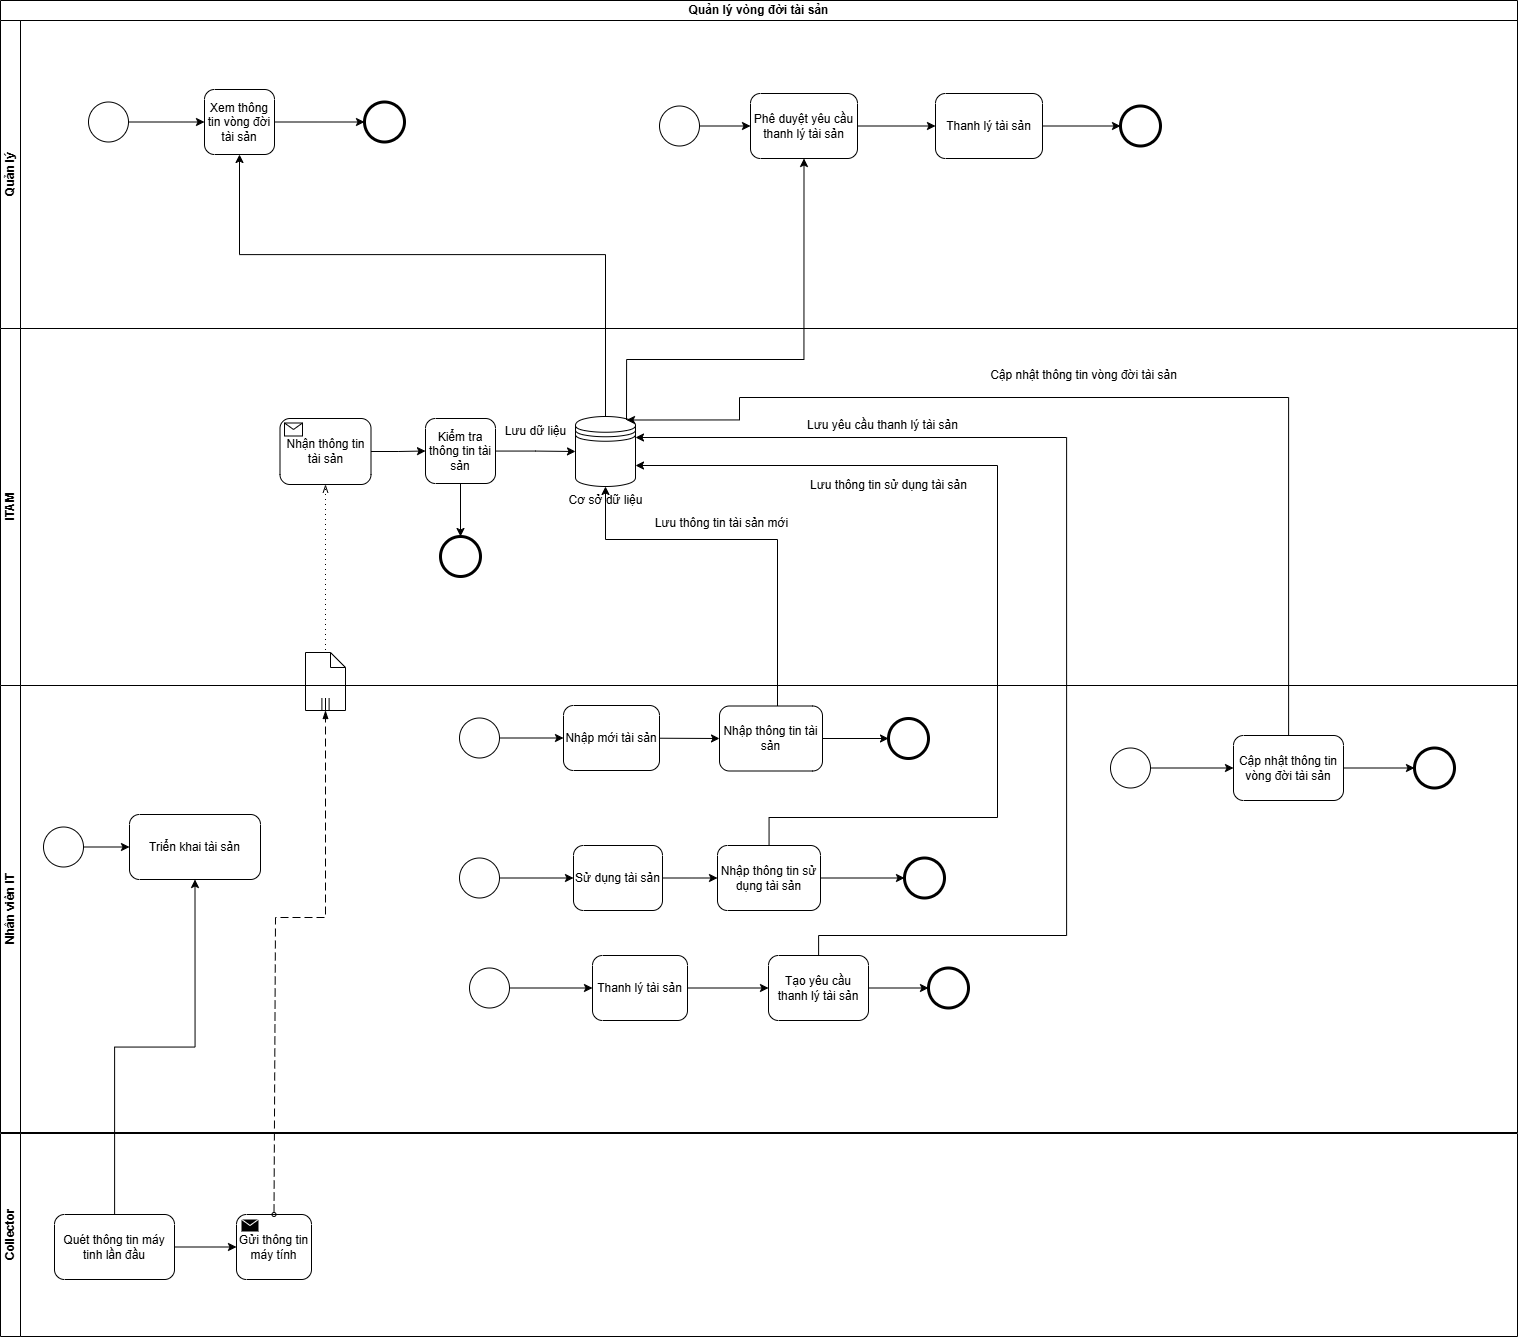 Quản lý vòng đời tài sản
Quản lý
Xem thông
tin vòng đời
tài sản
Phê duyệt yêu cầu
thanh lý tài sản
Thanh lý tài sản
ITAM
Cập nhật thông tin vòng đời tài sản
Nhận thông tin
tài sản
Kiểm tra
thông tin tài
sản
Lưu dữ liệu
Lưu yêu cầu thanh lý tài sản
Lưu thông tin sử dụng tài sản
Cơ sở dữ liệu
Lưu thông tin tài sản mới
Nhân viên IT
Nhập mới tài sản
Nhập thông tin tài
sản
Cập nhật thông tin
vòng đời tài sản
Triển khai tài sản
Sử dụng tài sản
Nhập thông tin sử
dụng tài sản
Thanh lý tài sản
Tạo yêu cầu
thanh lý tài sản
Collector
Quét thông tin máy
tính lần đầu
Gửi thông tin
máy tính